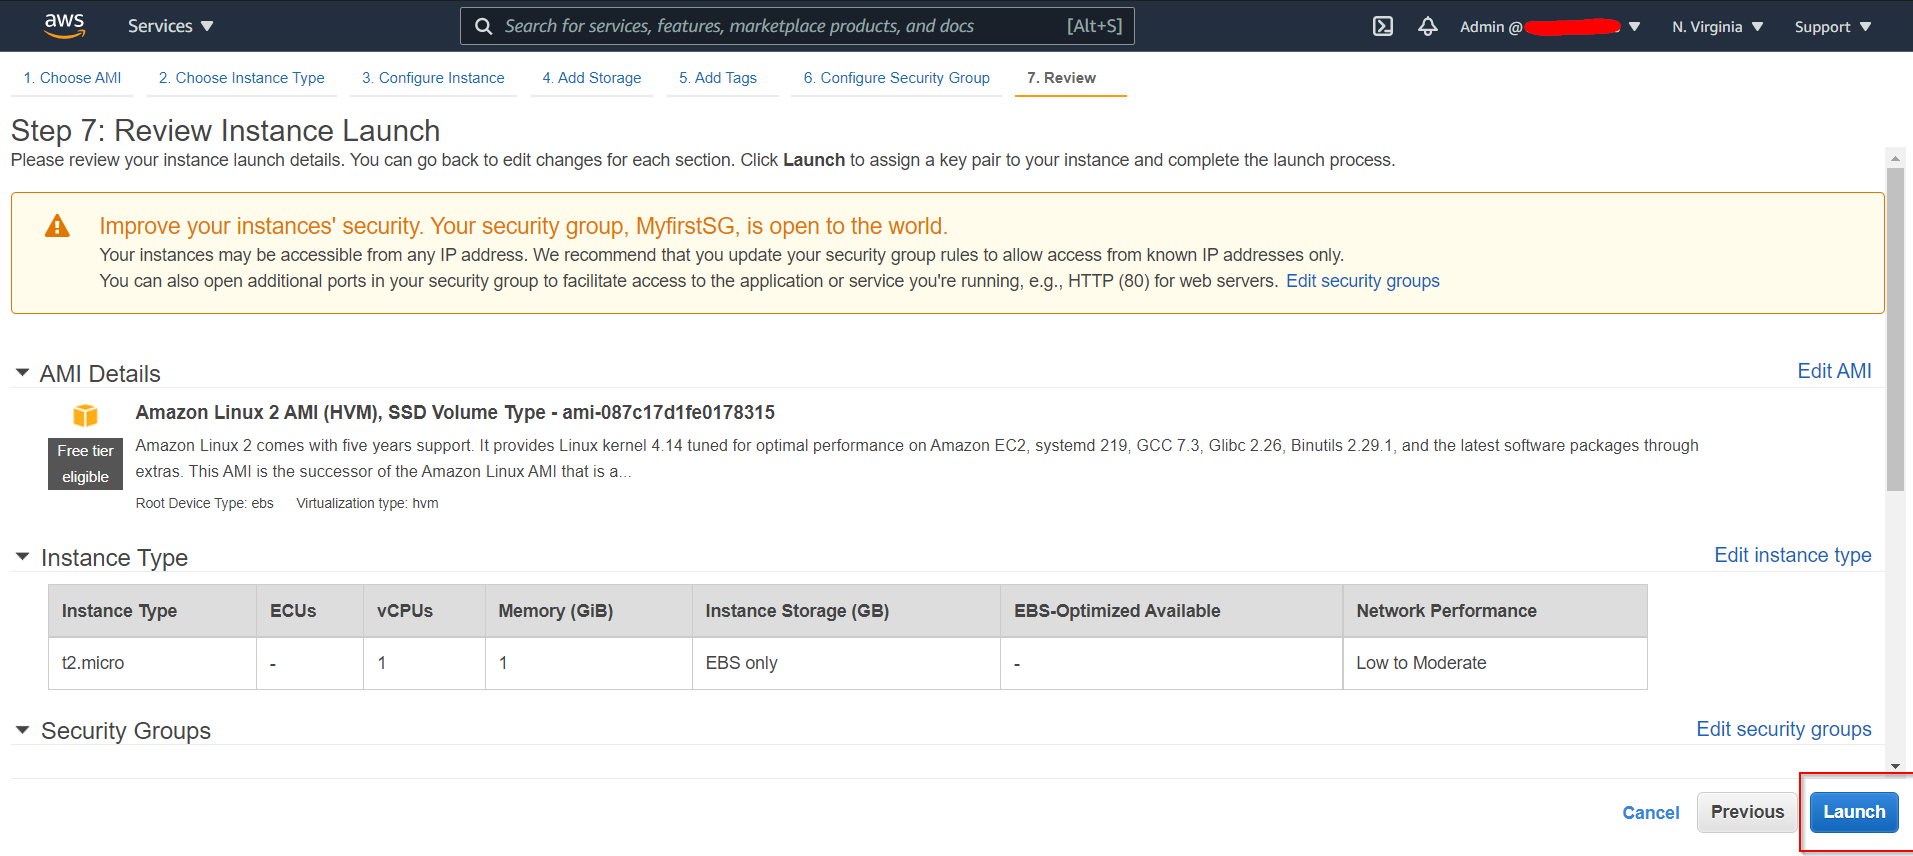 aws Services Search for services, features, marketplace products, and docs [Alt+S] Admin @ N. Virginia Support
1. Choose AMI 2. Choose Instance Type 3. Configure Instance 4. Add Storage 5. Add Tags 6. Configure Security Group 7. Review
Step 7: Review Instance Launch
Please review your instance launch details. You can go back to edit changes for each section. Click Launch to assign a key pair to your instance and complete the launch process.
Improve your instances' security. Your security group, MyfirstSG, is open to the world.
Your instances may be accessible from any IP address. We recommend that you update your security group rules to allow access from known IP addresses only.
You can also open additional ports in your security group to facilitate access to the application or service you're running, e.g., HTTP (80) for web servers. Edit security groups
AMI Details Edit AMI
Amazon Linux 2 AMI (HVM), SSD Volume Type - ami-087c17d1fe0178315
Free tier eligible
Amazon Linux 2 comes with five years support. It provides Linux kernel 4.14 tuned for optimal performance on Amazon EC2, systemd 219, GCC 7.3, Glibc 2.26, Binutils 2.29.1, and the latest software packages through
extras. This AMI is the successor of the Amazon Linux AMI that is a...
Root Device Type: ebs Virtualization type: hvm
Instance Type Edit instance type
Instance Type ECUs vCPUs Memory (GiB) Instance Storage (GB) EBS-Optimized Available Network Performance
t2.micro - 1 1 EBS only - Low to Moderate
Security Groups Edit security groups
Cancel Previous Launch